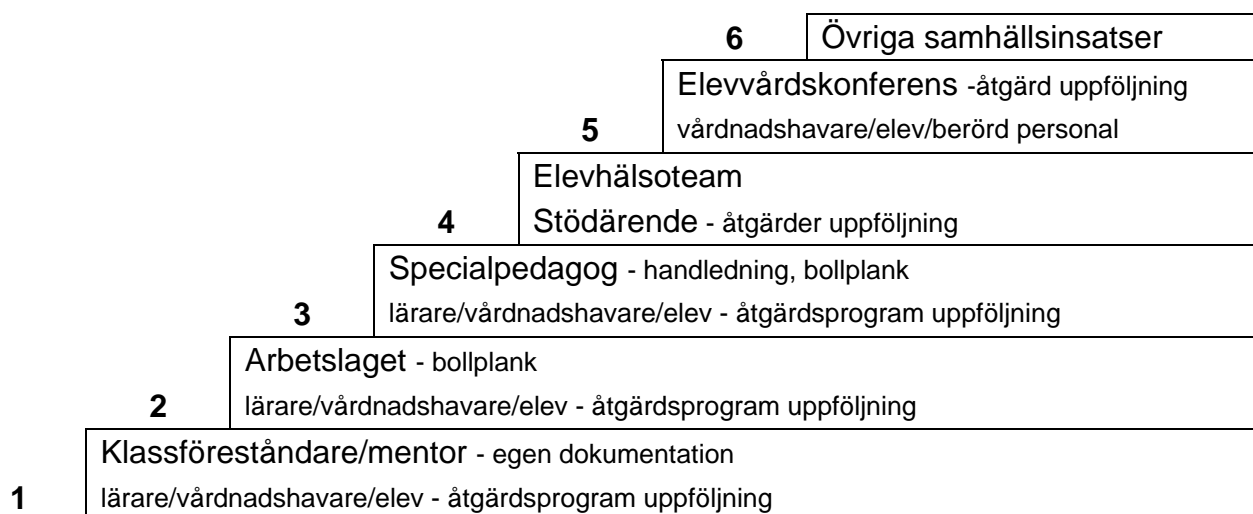 6 Övriga samhällsinsatser
Elevvårdskonferens -åtgärd uppföljning
5 vårdnadshavare/elev/berörd personal
Elevhälsoteam
4 Stödärende - åtgärder uppföljning
Specialpedagog - handledning, bollplank
3 lärare/vårdnadshavare/elev - åtgärdsprogram uppföljning
Arbetslaget - bollplank
2 lärare/vårdnadshavare/elev - åtgärdsprogram uppföljning
Klassföreståndare/mentor - egen dokumentation
1 lärare/vårdnadshavare/elev - åtgärdsprogram uppföljning